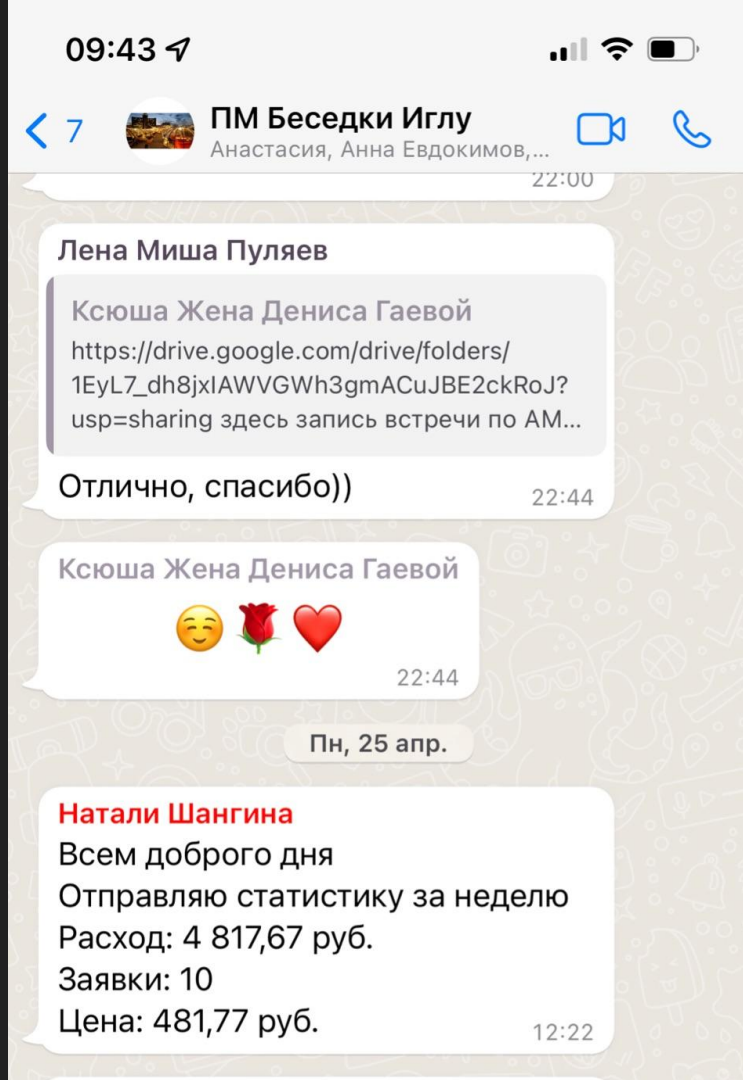 09:43
7
ПМ Беседки Иглу
Анастасия, Анна Евдокимов,...
22:00
Лена Миша Пуляев
Ксюша Жена Дениса Гаевой
https://drive.google.com/drive/folders/
1EyL7_dh8jxIAWVGWh3gmACuJBE2ckRoJ?
usp=sharing здесь запись встречи по АМ...
Отлично, спасибо))
22:44
Ксюша Жена Дениса Гаевой
☺️🌹❤️
22:44
Пн, 25 апр.
Натали Шангина
Всем доброго дня
Отправляю статистику за неделю
Расход: 4 817,67 руб.
Заявки: 10
Цена: 481,77 руб.
12:22